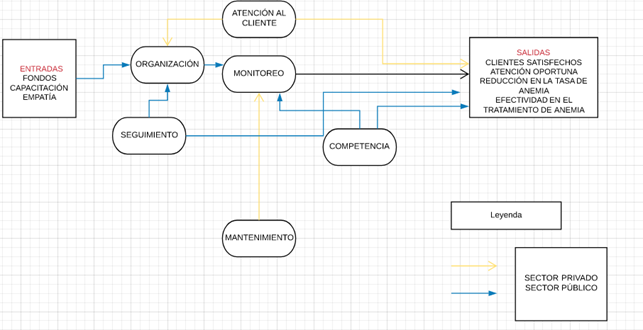 ATENCIÓN AL
CLIENTE
ENTRADAS
FONDOS
CAPACITACIÓN
EMPATÍA
ORGANIZACIÓN
MONITOREO
SALIDAS
CLIENTES SATISFECHOS
ATENCIÓN OPORTUNA
REDUCCIÓN EN LA TASA DE
ANEMIA
EFECTIVIDAD EN EL
TRATAMIENTO DE ANEMIA
SEGUIMIENTO
COMPETENCIA
MANTENIMIENTO
Leyenda
SECTOR PRIVADO
SECTOR PÚBLICO